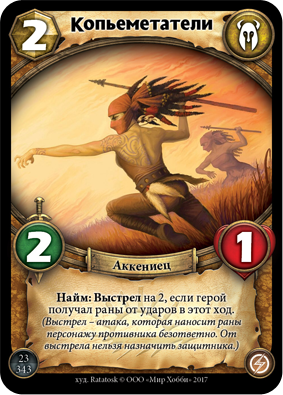 2
Копьеметатели
2
Аккениец
1
Найм: Выстрел на 2, если герой
получал раны от ударов в этот ход.
(Выстрел – атака, которая наносит раны
персонажу противника безответно. От
выстрела нельзя назначить защитника.)
23
343
худ. Ratatosk © ООО «Мир Хобби» 2017